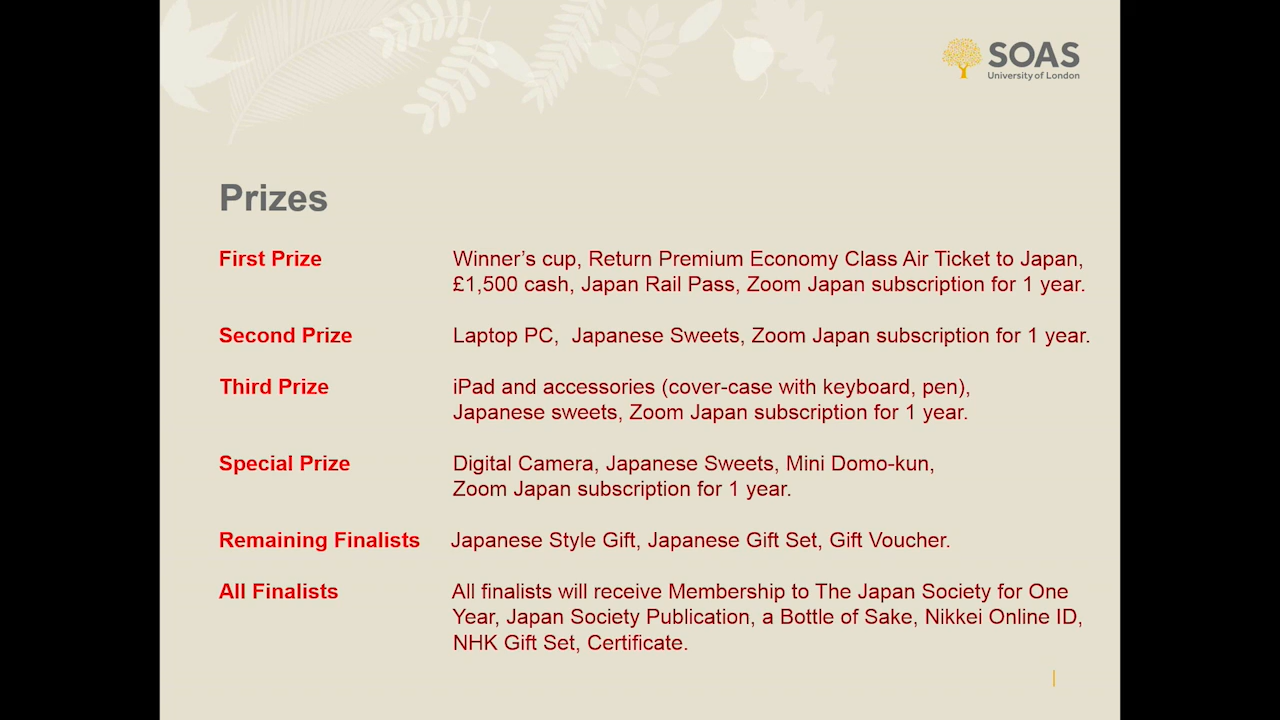 SOAS
University of London
Prizes
First Prize Winner’s cup, Return Premium Economy Class Air Ticket to Japan,
£1,500 cash, Japan Rail Pass, Zoom Japan subscription for 1 year.
Second Prize Laptop PC, Japanese Sweets, Zoom Japan subscription for 1 year.
Third Prize iPad and accessories (cover-case with keyboard, pen),
Japanese sweets, Zoom Japan subscription for 1 year.
Special Prize Digital Camera, Japanese Sweets, Mini Domo-kun,
Zoom Japan subscription for 1 year.
Remaining Finalists Japanese Style Gift, Japanese Gift Set, Gift Voucher.
All Finalists All finalists will receive Membership to The Japan Society for One
Year, Japan Society Publication, a Bottle of Sake, Nikkei Online ID,
NHK Gift Set, Certificate.